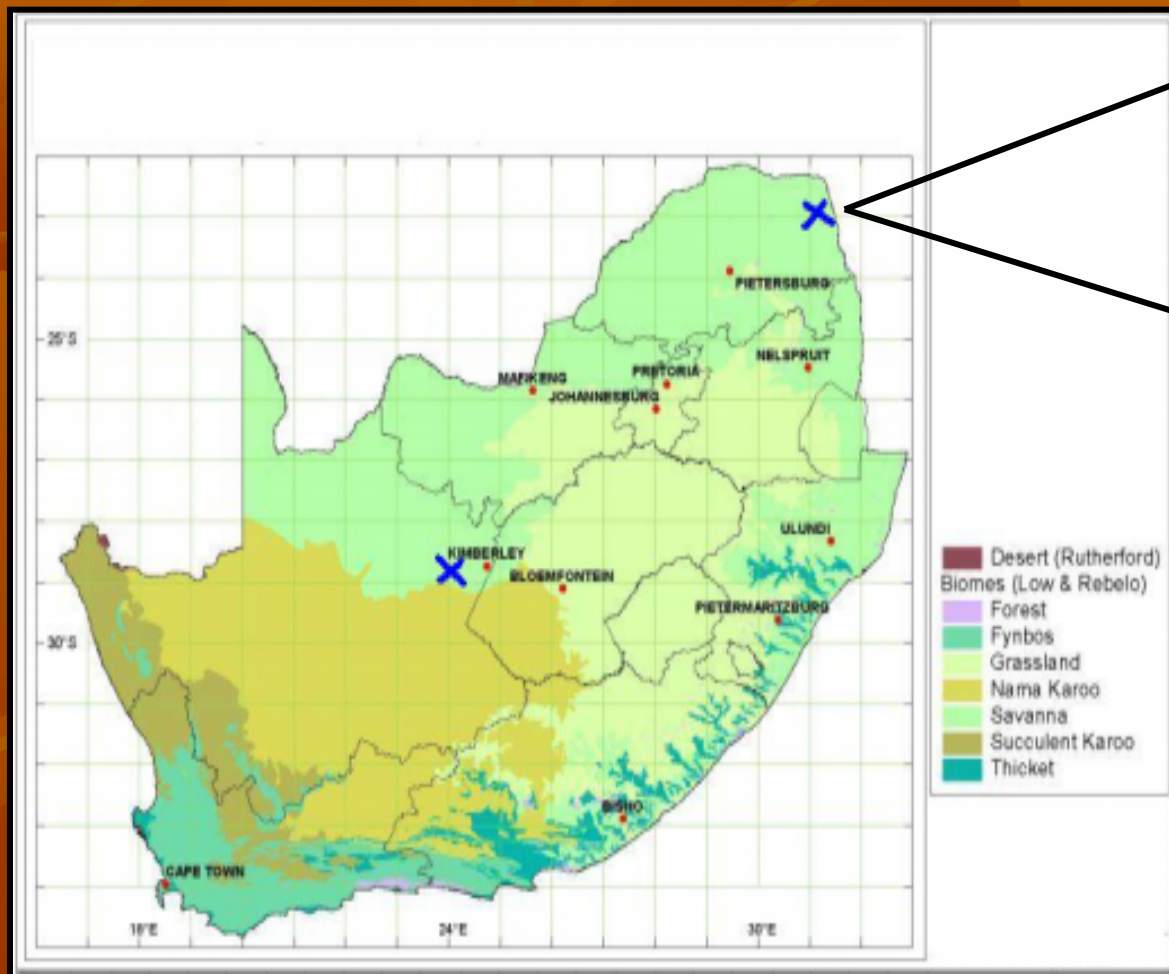 PIETERSBURG
25°S
NELSPRUIT
PRETORIA
MAFIKENG
JOHANNESBURG
ULUNDI
KIMBERLEY
BLOEMFONTEIN
PIETERMARITZBURG
30°S
BISHO
CAPE TOWN
18°E
24°E
30°E
Desert (Rutherford)
Biomes (Low & Rebelo)
Forest
Fynbos
Grassland
Nama Karoo
Savanna
Succulent Karoo
Thicket